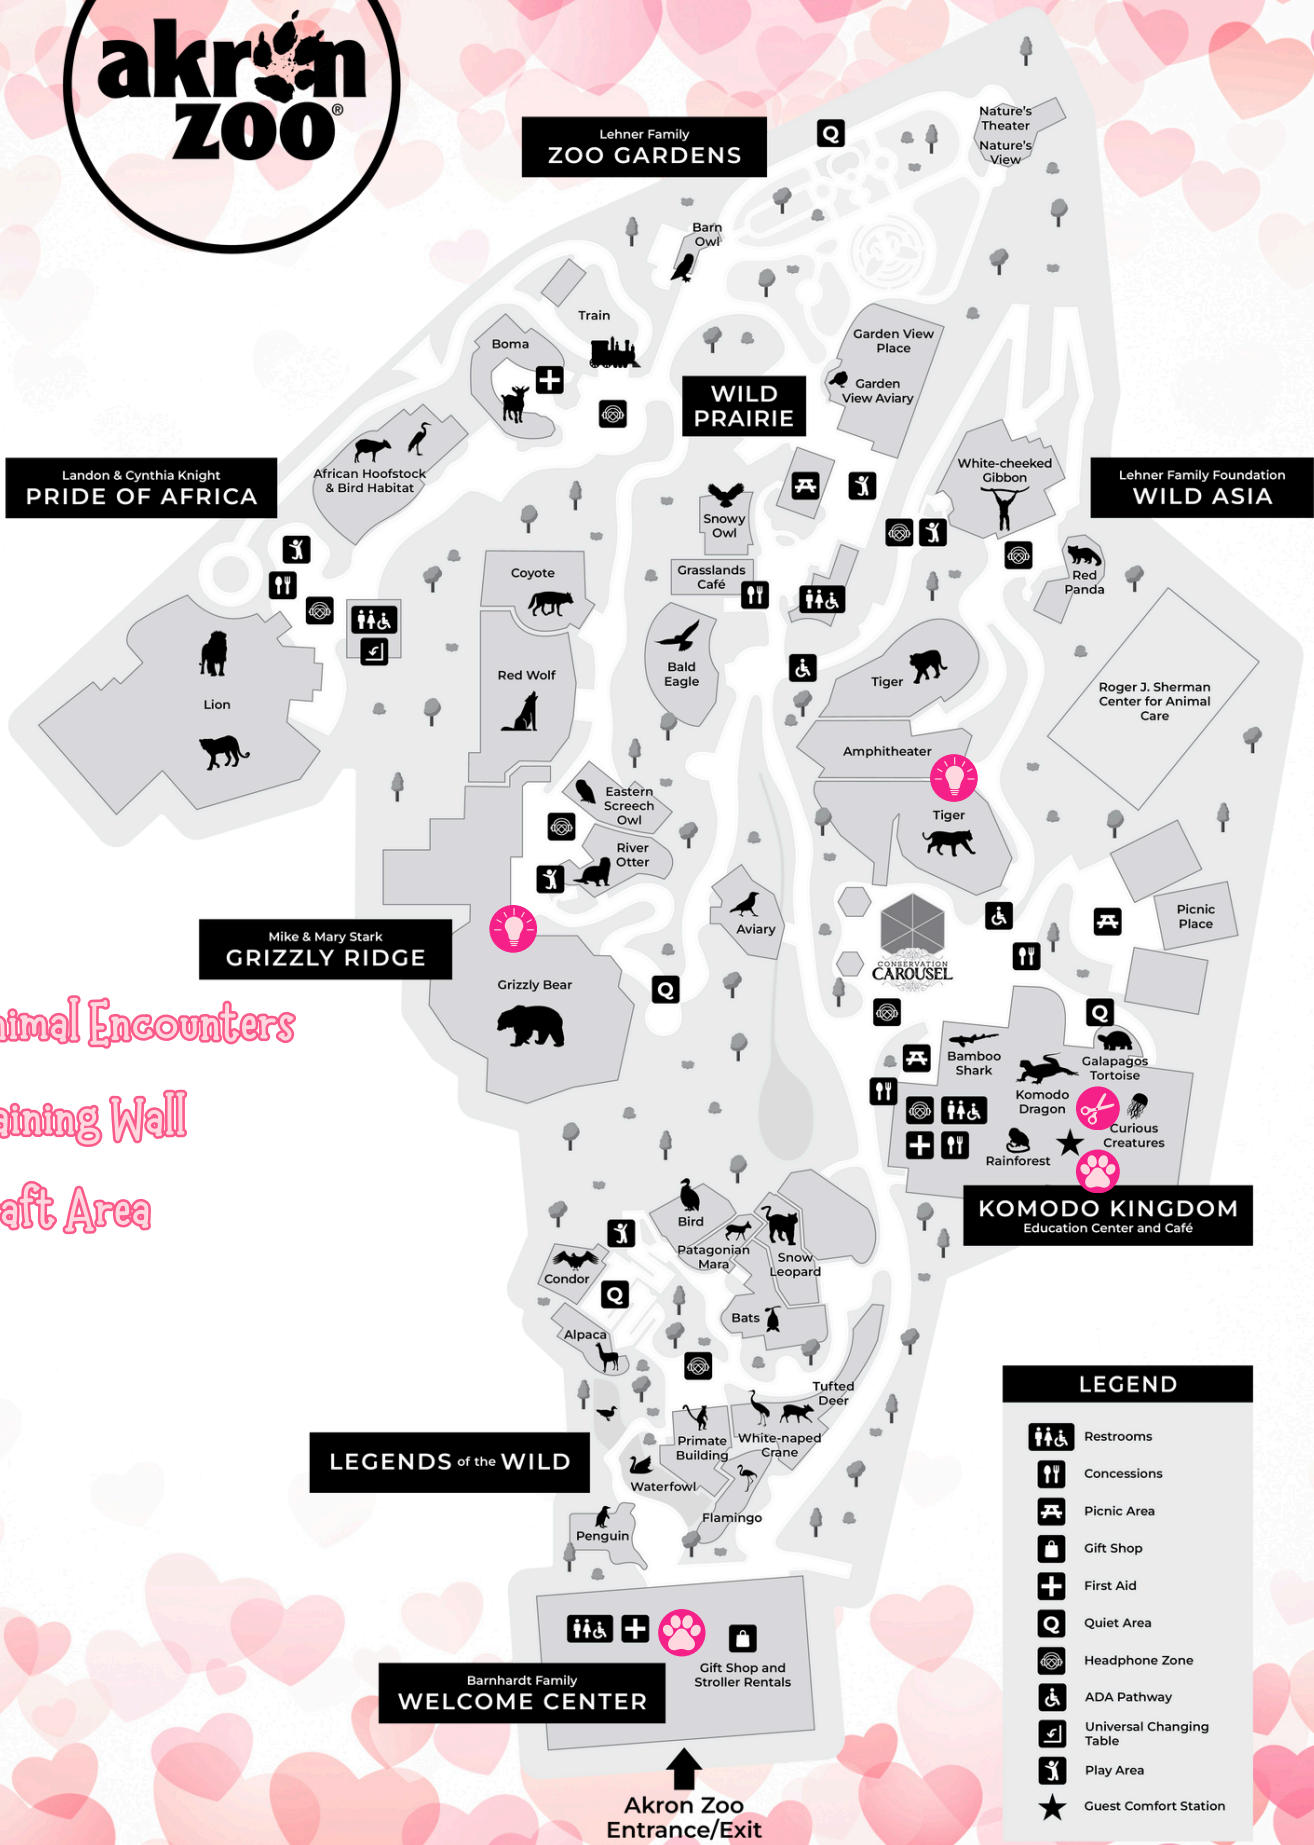 akron
zoo®
Lehner Family
ZOO GARDENS
Q
Nature's
Theater
Nature's
View
Barn
Owl
Train
Boma
Garden View
Place
Garden
View Aviary
WILD
PRAIRIE
Landon & Cynthia Knight
PRIDE OF AFRICA
African Hoofstock
& Bird Habitat
White-cheeked
Gibbon
Lehner Family Foundation
WILD ASIA
Snowy
Owl
Coyote
Grasslands
Café
Red
Panda
Lion
Red Wolf
Bald
Eagle
Tiger
Roger J. Sherman
Center for Animal
Care
Amphitheater
Eastern
Screech
Owl
Tiger
River
Otter
Aviary
Picnic
Place
Mike & Mary Stark
GRIZZLY RIDGE
CONSERVATION
CAROUSEL
Grizzly Bear
Q
Q
nimal Encounters
Bamboo
Shark
Galapagos
Tortoise
Komodo
Dragon
aining Wall
Curious
Creatures
Rainforest
aft Area
KOMODO KINGDOM
Education Center and Café
Bird
Patagonian
Mara
Snow
Leopard
Condor
Q
Bats
Alpaca
Tufted
Deer
Primate
Building
White-naped
Crane
LEGENDS of the WILD
Waterfowl
Flamingo
Penguin
Gift Shop and
Stroller Rentals
Barnhardt Family
WELCOME CENTER
Akron Zoo
Entrance/Exit
LEGEND
Restrooms
Concessions
Picnic Area
Gift Shop
First Aid
Q Quiet Area
Headphone Zone
ADA Pathway
Universal Changing
Table
Play Area
Guest Comfort Station